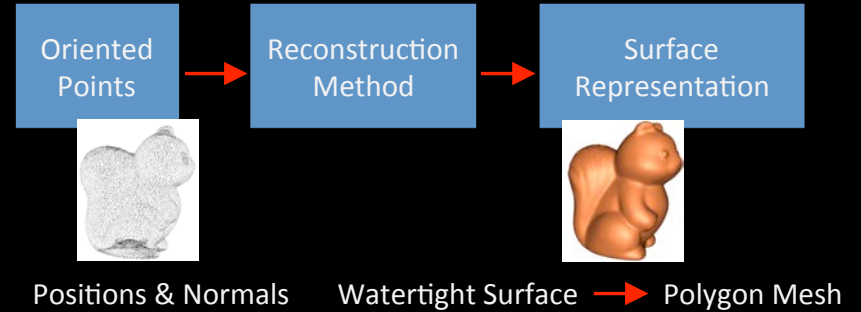 Oriented
Points
Reconstruction
Method
Surface
Representation
Positions & Normals
Watertight Surface
Polygon Mesh